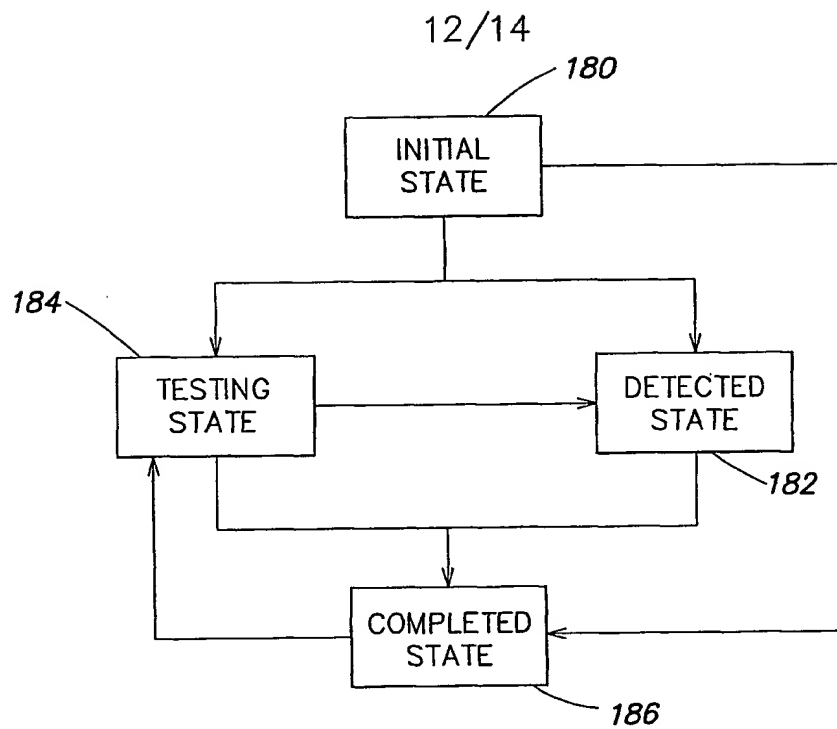 12/14
180
INITIAL
STATE
184
TESTING
STATE
DETECTED
STATE
182
COMPLETED
STATE
186